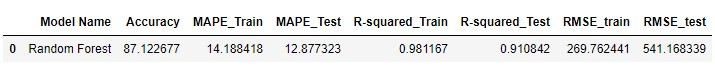 Model Name Accuracy MAPE_Train MAPE_Test R-squared_Train R-squared_Test RMSE_train RMSE_test
0 Random Forest 87.122677 14.188418 12.877323 0.981167 0.910842 269.762441 541.168339